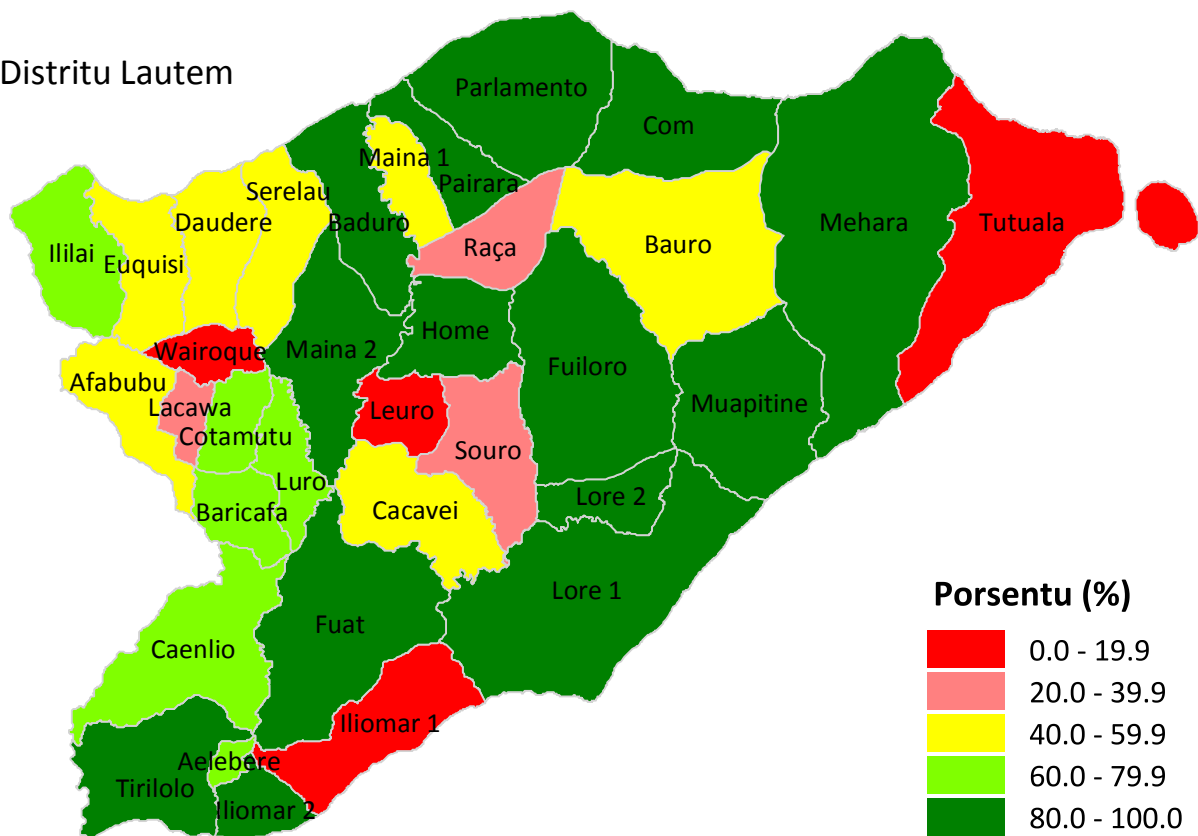 Distritu Lautem
Parlamento
Com
Maina 1
Pairara
Serelau
Daudere
Baduro
Mehara
Tutuala
Ililai
Euquisi
Raça
Bauro
Home
Wairoque
Maina 2
Fuiloro
Afabubu
Lacawa
Leuro
Muapitine
Cotamutu
Souro
Luro
Lore 2
Baricafa
Cacavei
Lore 1
Fuat
Caenlio
Iliomar 1
Aelebere
Tirilolo
Iliomar 2
Porsentu (%)
0.0 - 19.9
20.0 - 39.9
40.0 - 59.9
60.0 - 79.9
80.0 - 100.0